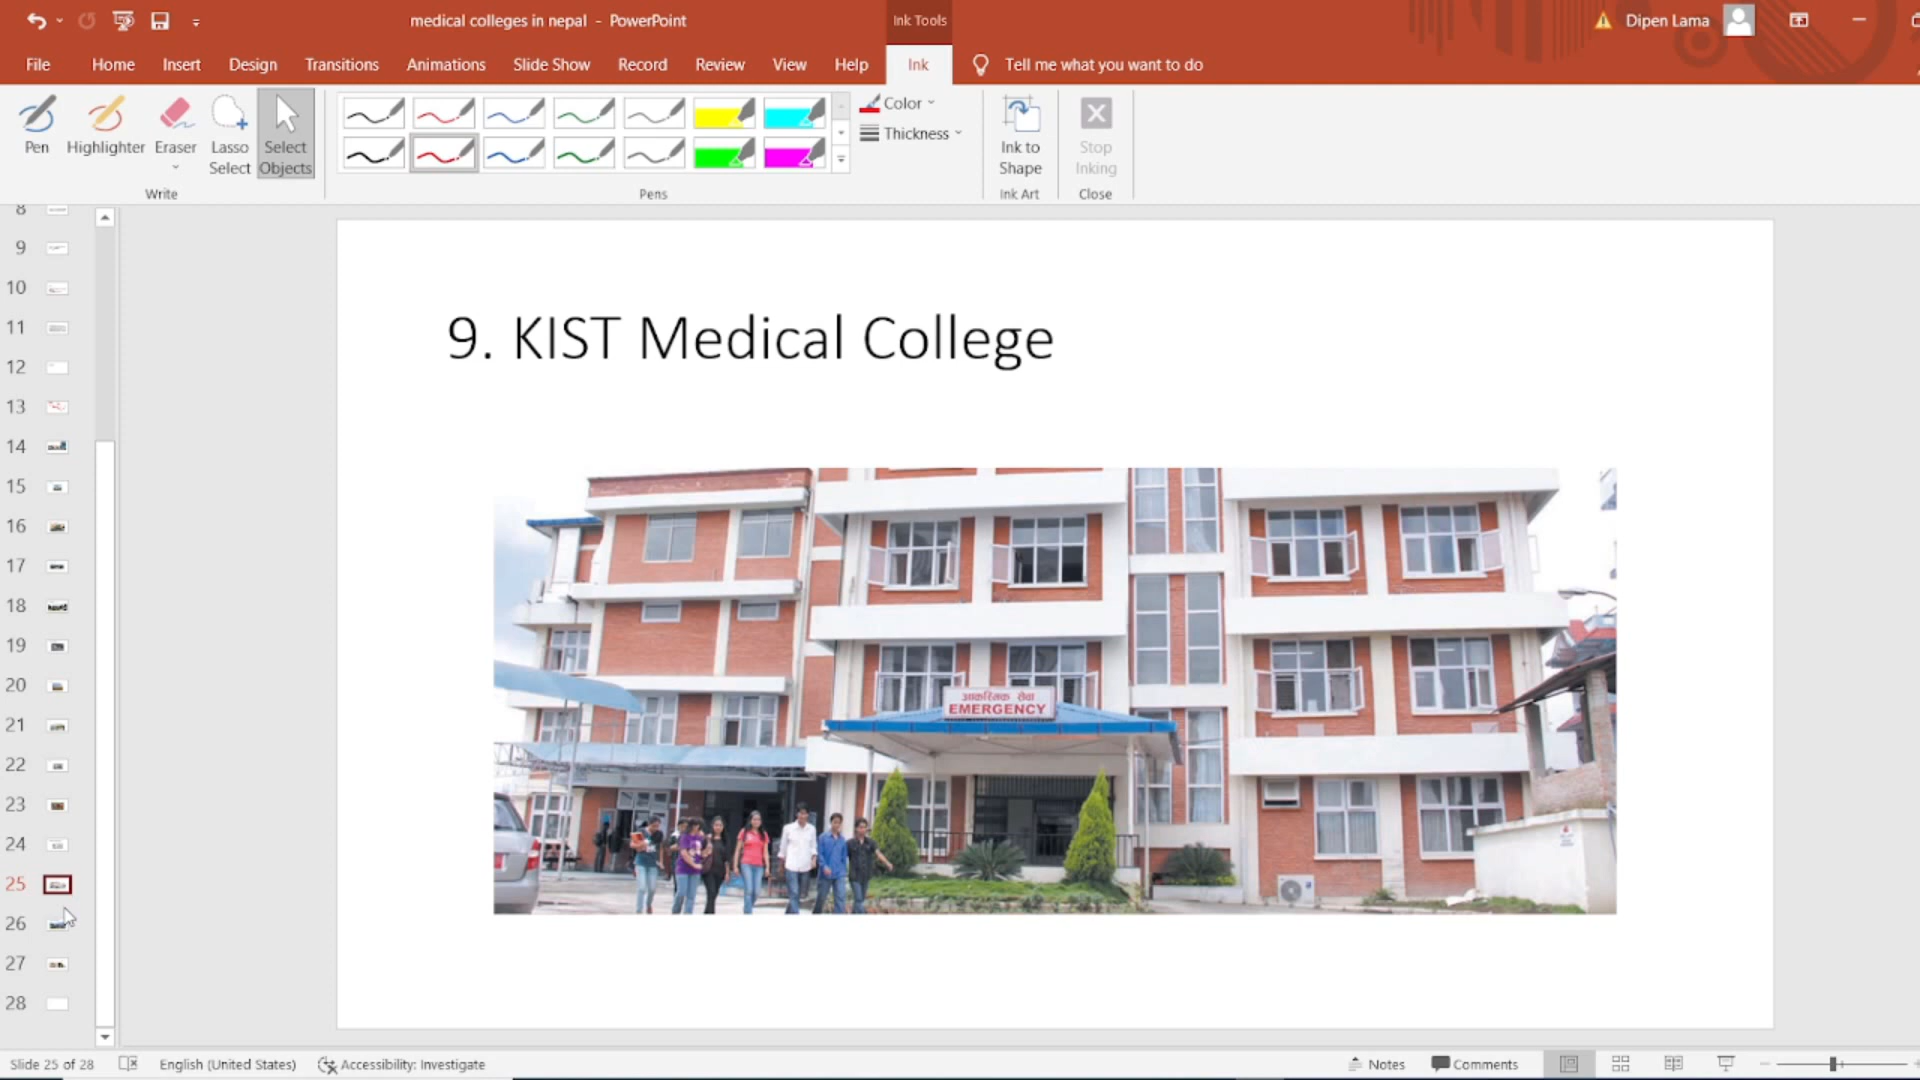 medical colleges in nepal - PowerPoint
Ink Tools
Dipen Lama
File
Home
Insert
Design
Transitions
Animations
Slide Show
Record
Review
View
Help
Ink
Tell me what you want to do
Pen
Highlighter
Eraser
Lasso
Select
Select
Objects
Color
Thickness
Ink to
Shape
Stop
Inking
Write
Pens
Ink Art
Close
8
9
10
11
12
13
14
15
16
17
18
19
20
21
22
23
24
25
26
27
28
9. KIST Medical College
आकस्मिक सेवा
EMERGENCY
Slide 25 of 28
English (United States)
Accessibility: Investigate
Notes
Comments